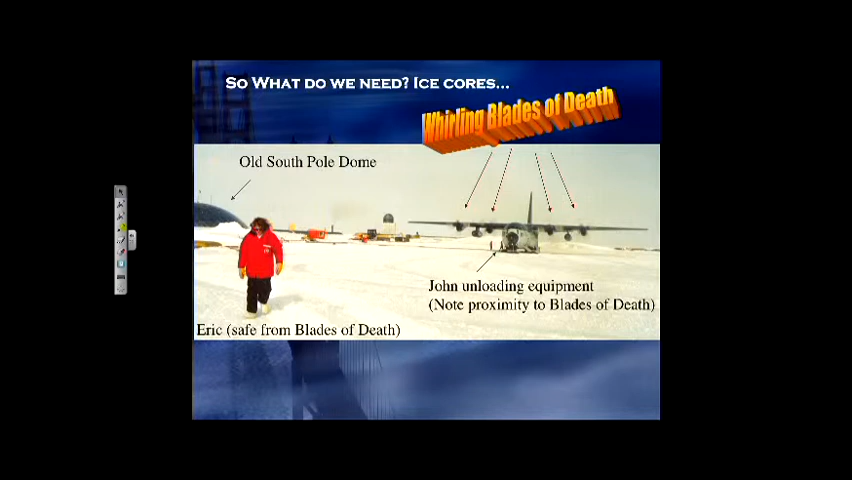 So What do we need? Ice cores...
Whirling Blades of Death
Old South Pole Dome
John unloading equipment
(Note proximity to Blades of Death)
Eric (safe from Blades of Death)